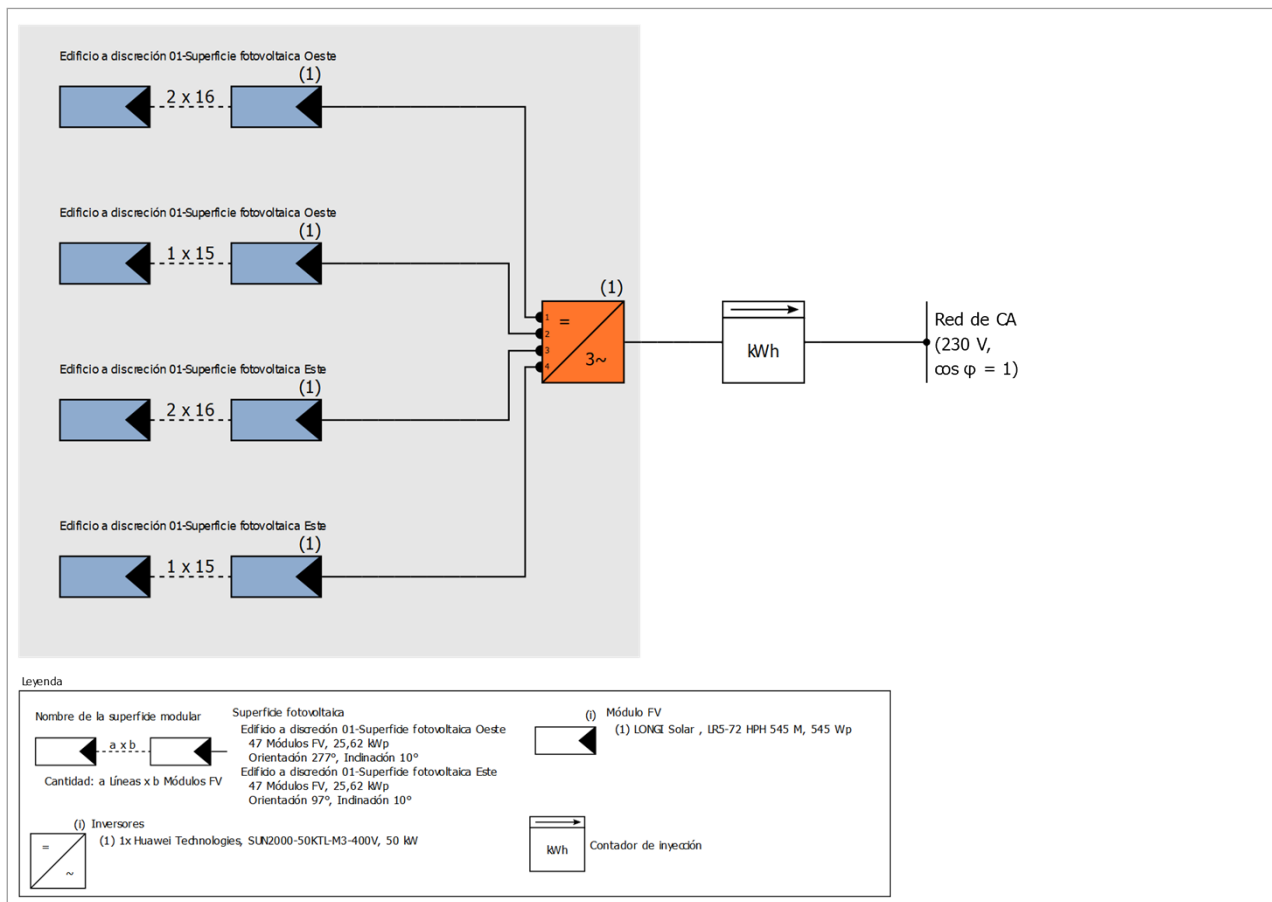 Edificio a discreción 01-Superficie fotovoltaica Oeste
(1)
2 x 16
Edificio a discreción 01-Superficie fotovoltaica Oeste
(1)
1 x 15
(1)
1
2
3
4
=
3~
kWh
Red de CA
(230 V,
cos φ = 1)
Edificio a discreción 01-Superficie fotovoltaica Este
(1)
2 x 16
Edificio a discreción 01-Superficie fotovoltaica Este
(1)
1 x 15
Leyenda
Nombre de la superficie modular
a x b
Cantidad: a Líneas x b Módulos FV
Superficie fotovoltaica
Edificio a discreción 01-Superficie fotovoltaica Oeste
47 Módulos FV, 25,62 kWp
Orientación 277°, Inclinación 10°
Edificio a discreción 01-Superficie fotovoltaica Este
47 Módulos FV, 25,62 kWp
Orientación 97°, Inclinación 10°
(i) Módulo FV
(1) LONGI Solar , LR5-72 HPH 545 M, 545 Wp
(i) Inversores
(1) 1x Huawei Technologies, SUN2000-50KTL-M3-400V, 50 kW
=
~
kWh
Contador de inyección